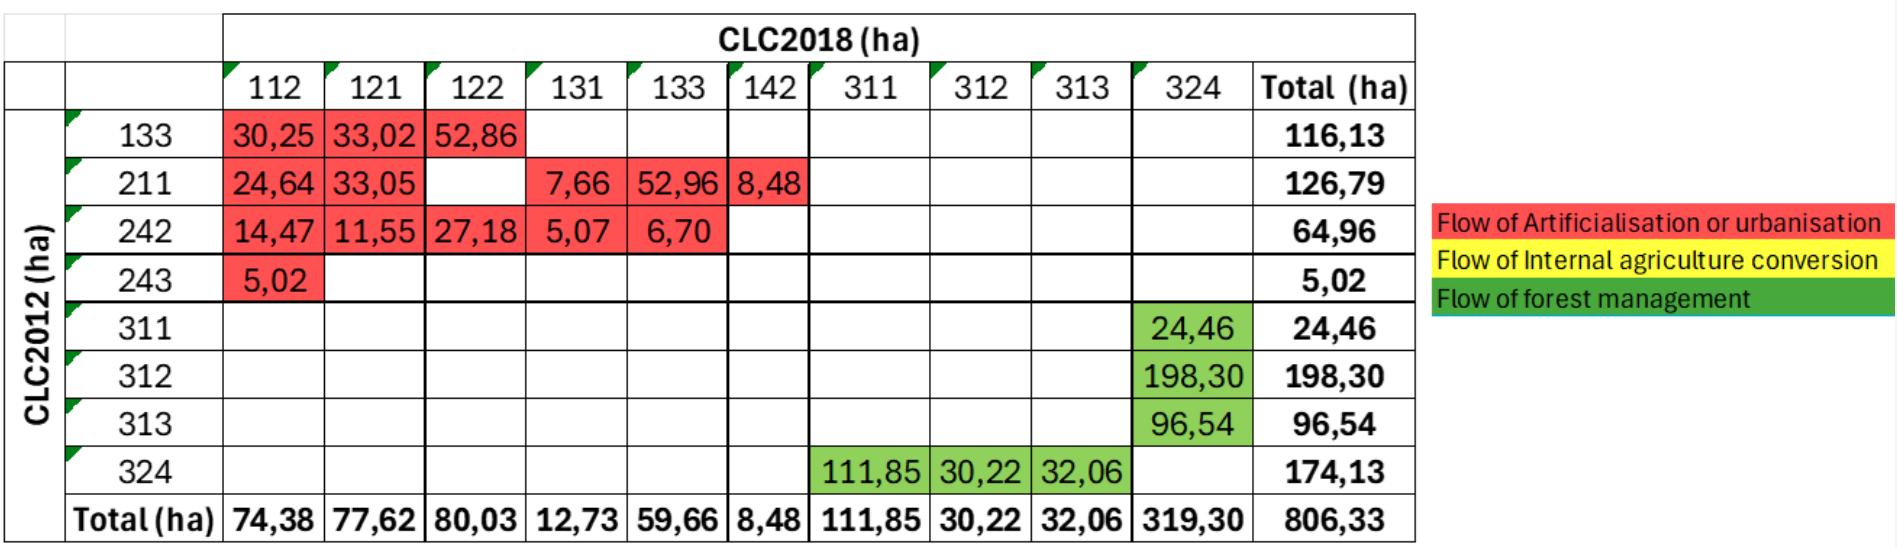 CLC2018 (ha)
112 121 122 131 133 142 311 312 313 324 Total (ha)
CLC2012 (ha)
133 30,25 33,02 52,86 116,13
211 24,64 33,05 7,66 52,96 8,48 126,79
242 14,47 11,55 27,18 5,07 6,70 64,96
243 5,02 5,02
311 24,46 24,46
312 198,30 198,30
313 96,54 96,54
324 111,85 30,22 32,06 174,13
Total (ha) 74,38 77,62 80,03 12,73 59,66 8,48 111,85 30,22 32,06 319,30 806,33
Flow of Artificialisation or urbanisation
Flow of Internal agriculture conversion
Flow of forest management